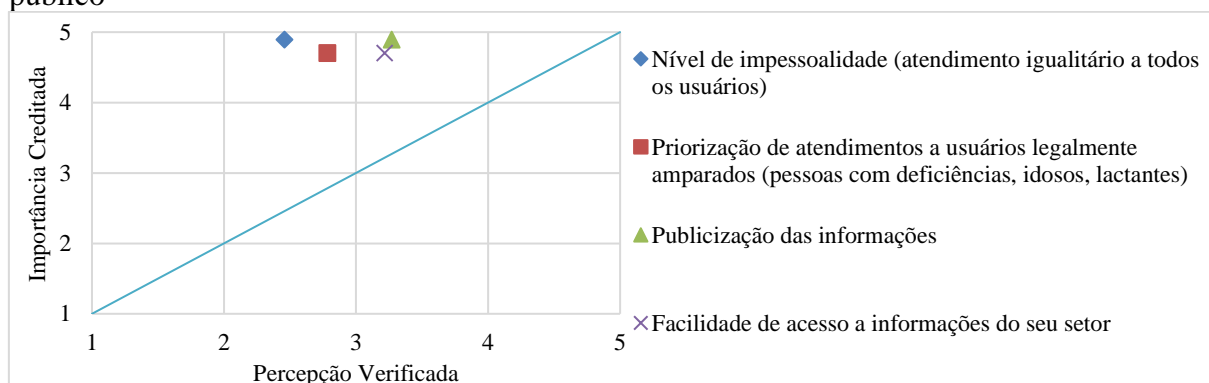 público
5
4
3
2
1
Importância Creditada
1 2 3 4 5
Percepção Verificada
Nível de impessoalidade (atendimento igualitário a todos
os usuários)
Priorização de atendimentos a usuários legalmente
amparados (pessoas com deficiências, idosos, lactantes)
Publicização das informações
Facilidade de acesso a informações do seu setor